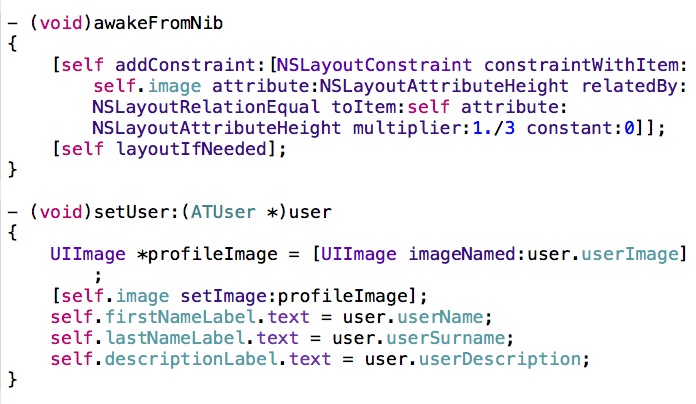 - (void)awakeFromNib
{
    [self addConstraint:[NSLayoutConstraint constraintWithItem:
        self.image attribute:NSLayoutAttributeHeight relatedBy:
        NSLayoutRelationEqual toItem:self attribute:
        NSLayoutAttributeHeight multiplier:1./3 constant:0]];
    [self layoutIfNeeded];
}

- (void)setUser:(ATUser *)user
{
    UIImage *profileImage = [UIImage imageNamed:user.userImage]
        ;
    [self.image setImage:profileImage];
    self.firstNameLabel.text = user.userName;
    self.lastNameLabel.text = user.userSurname;
    self.descriptionLabel.text = user.userDescription;
}